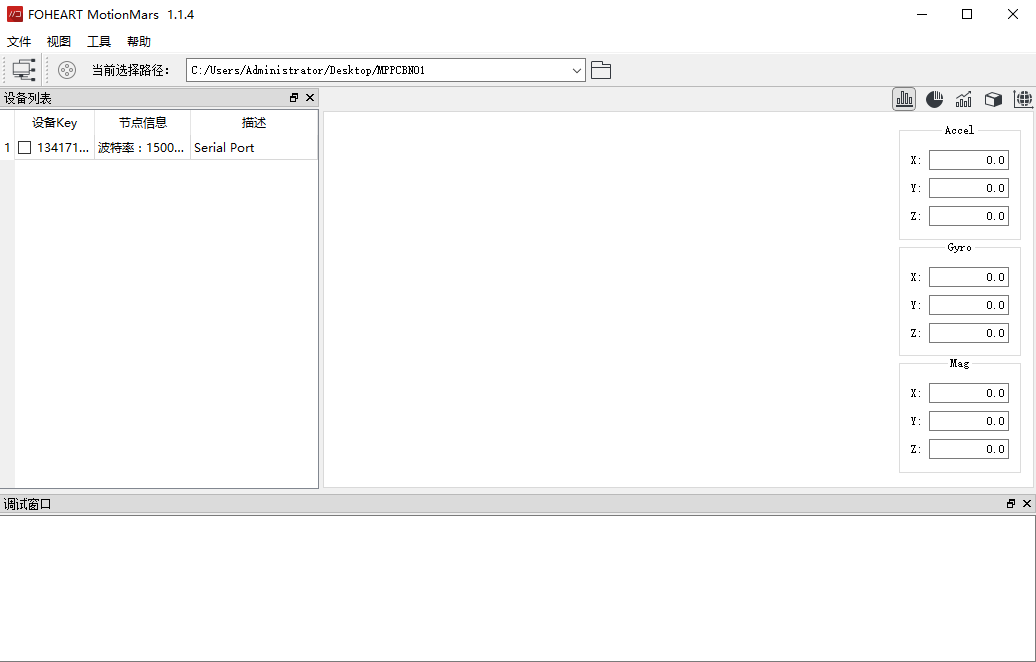 FOHEART MotionMars 1.1.4
文件 视图 工具 帮助
当前选择路径： C:/Users/Administrator/Desktop/MPPCBN01
设备列表
设备Key 节点信息 描述
1 134171... 波特率：1500... Serial Port
Accel
X: 0.0
Y: 0.0
Z: 0.0
Gyro
X: 0.0
Y: 0.0
Z: 0.0
Mag
X: 0.0
Y: 0.0
Z: 0.0
调试窗口